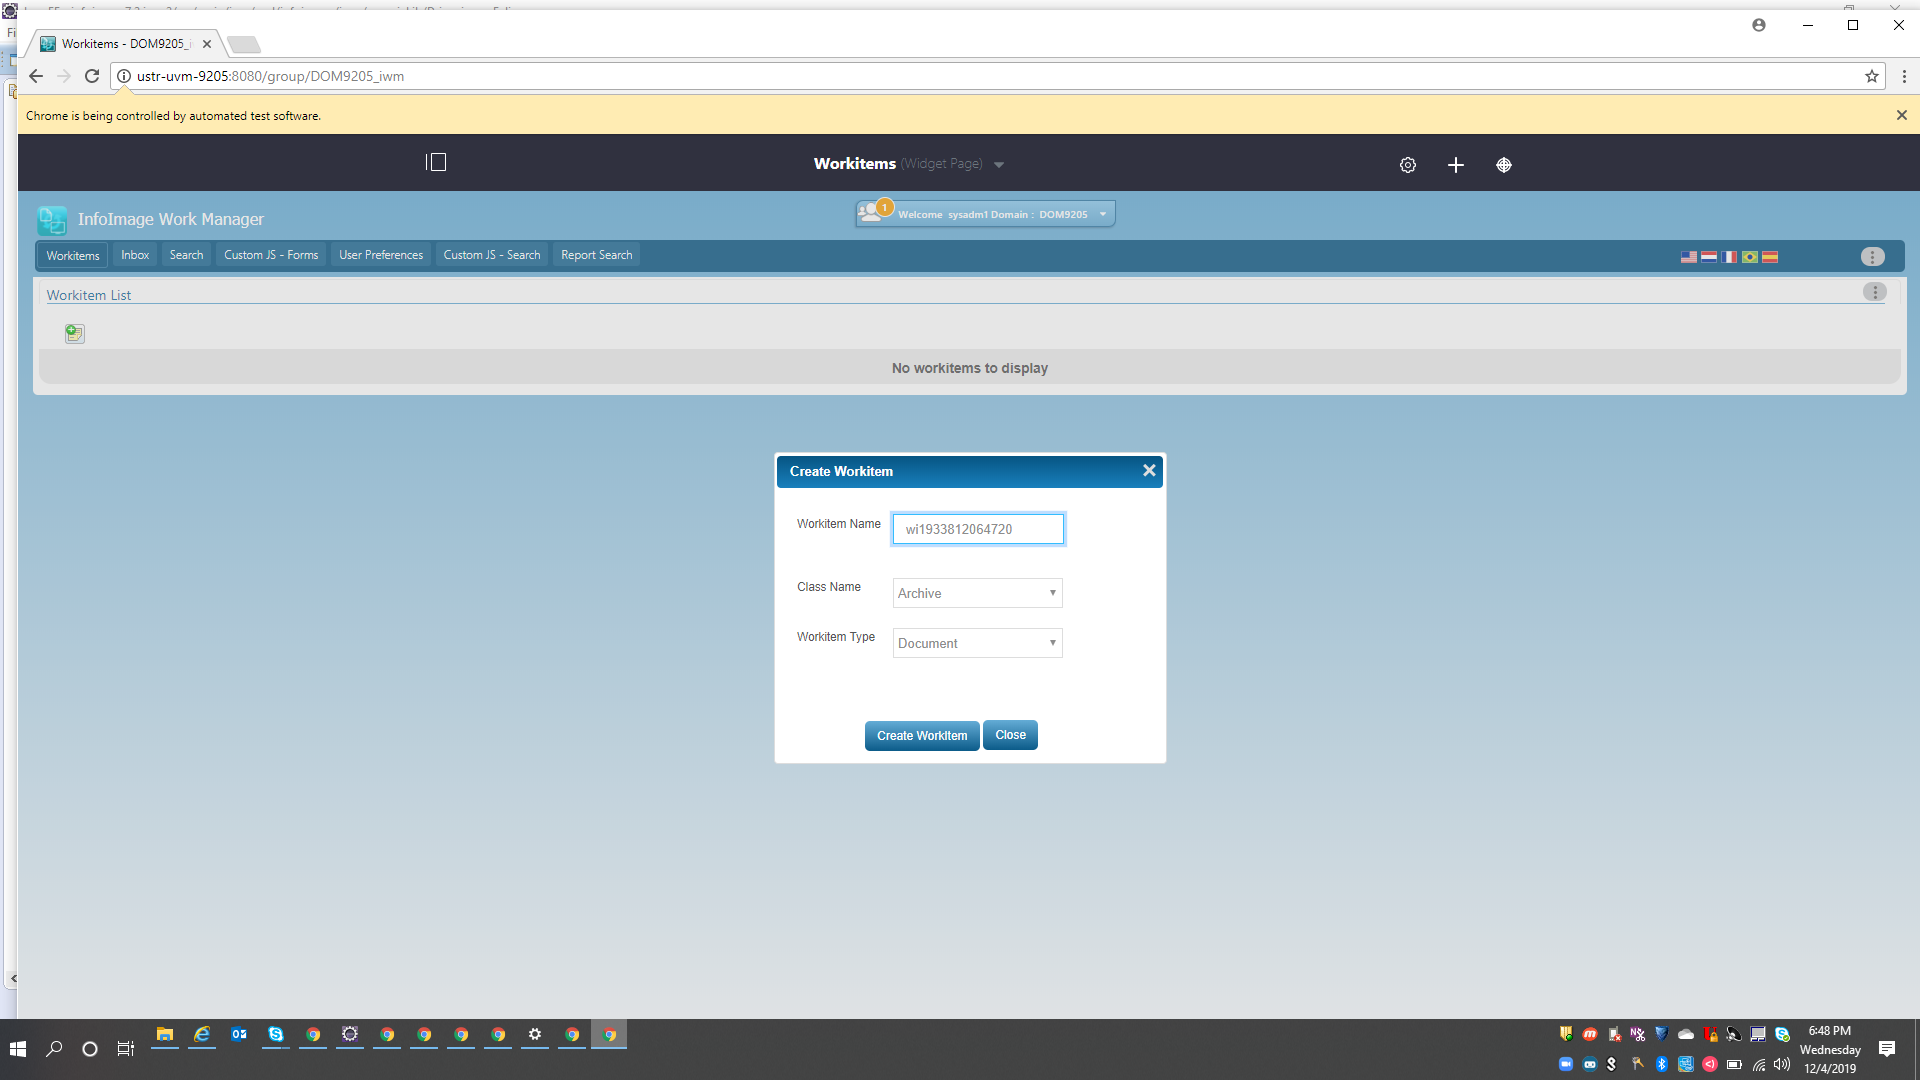 Fi
Workitems - DOM9205_i
ustr-uvm-9205:8080/group/DOM9205_iwm
Chrome is being controlled by automated test software.
Workitems (Widget Page)
InfoImage Work Manager
1
Welcome sysadm1 Domain : DOM9205
Workitems
Inbox
Search
Custom JS - Forms
User Preferences
Custom JS - Search
Report Search
Workitem List
No workitems to display
Create Workitem
Workitem Name
wi1933812064720
Class Name
Archive
Workitem Type
Document
Create WorkItem
Close
6:48 PM
Wednesday
12/4/2019